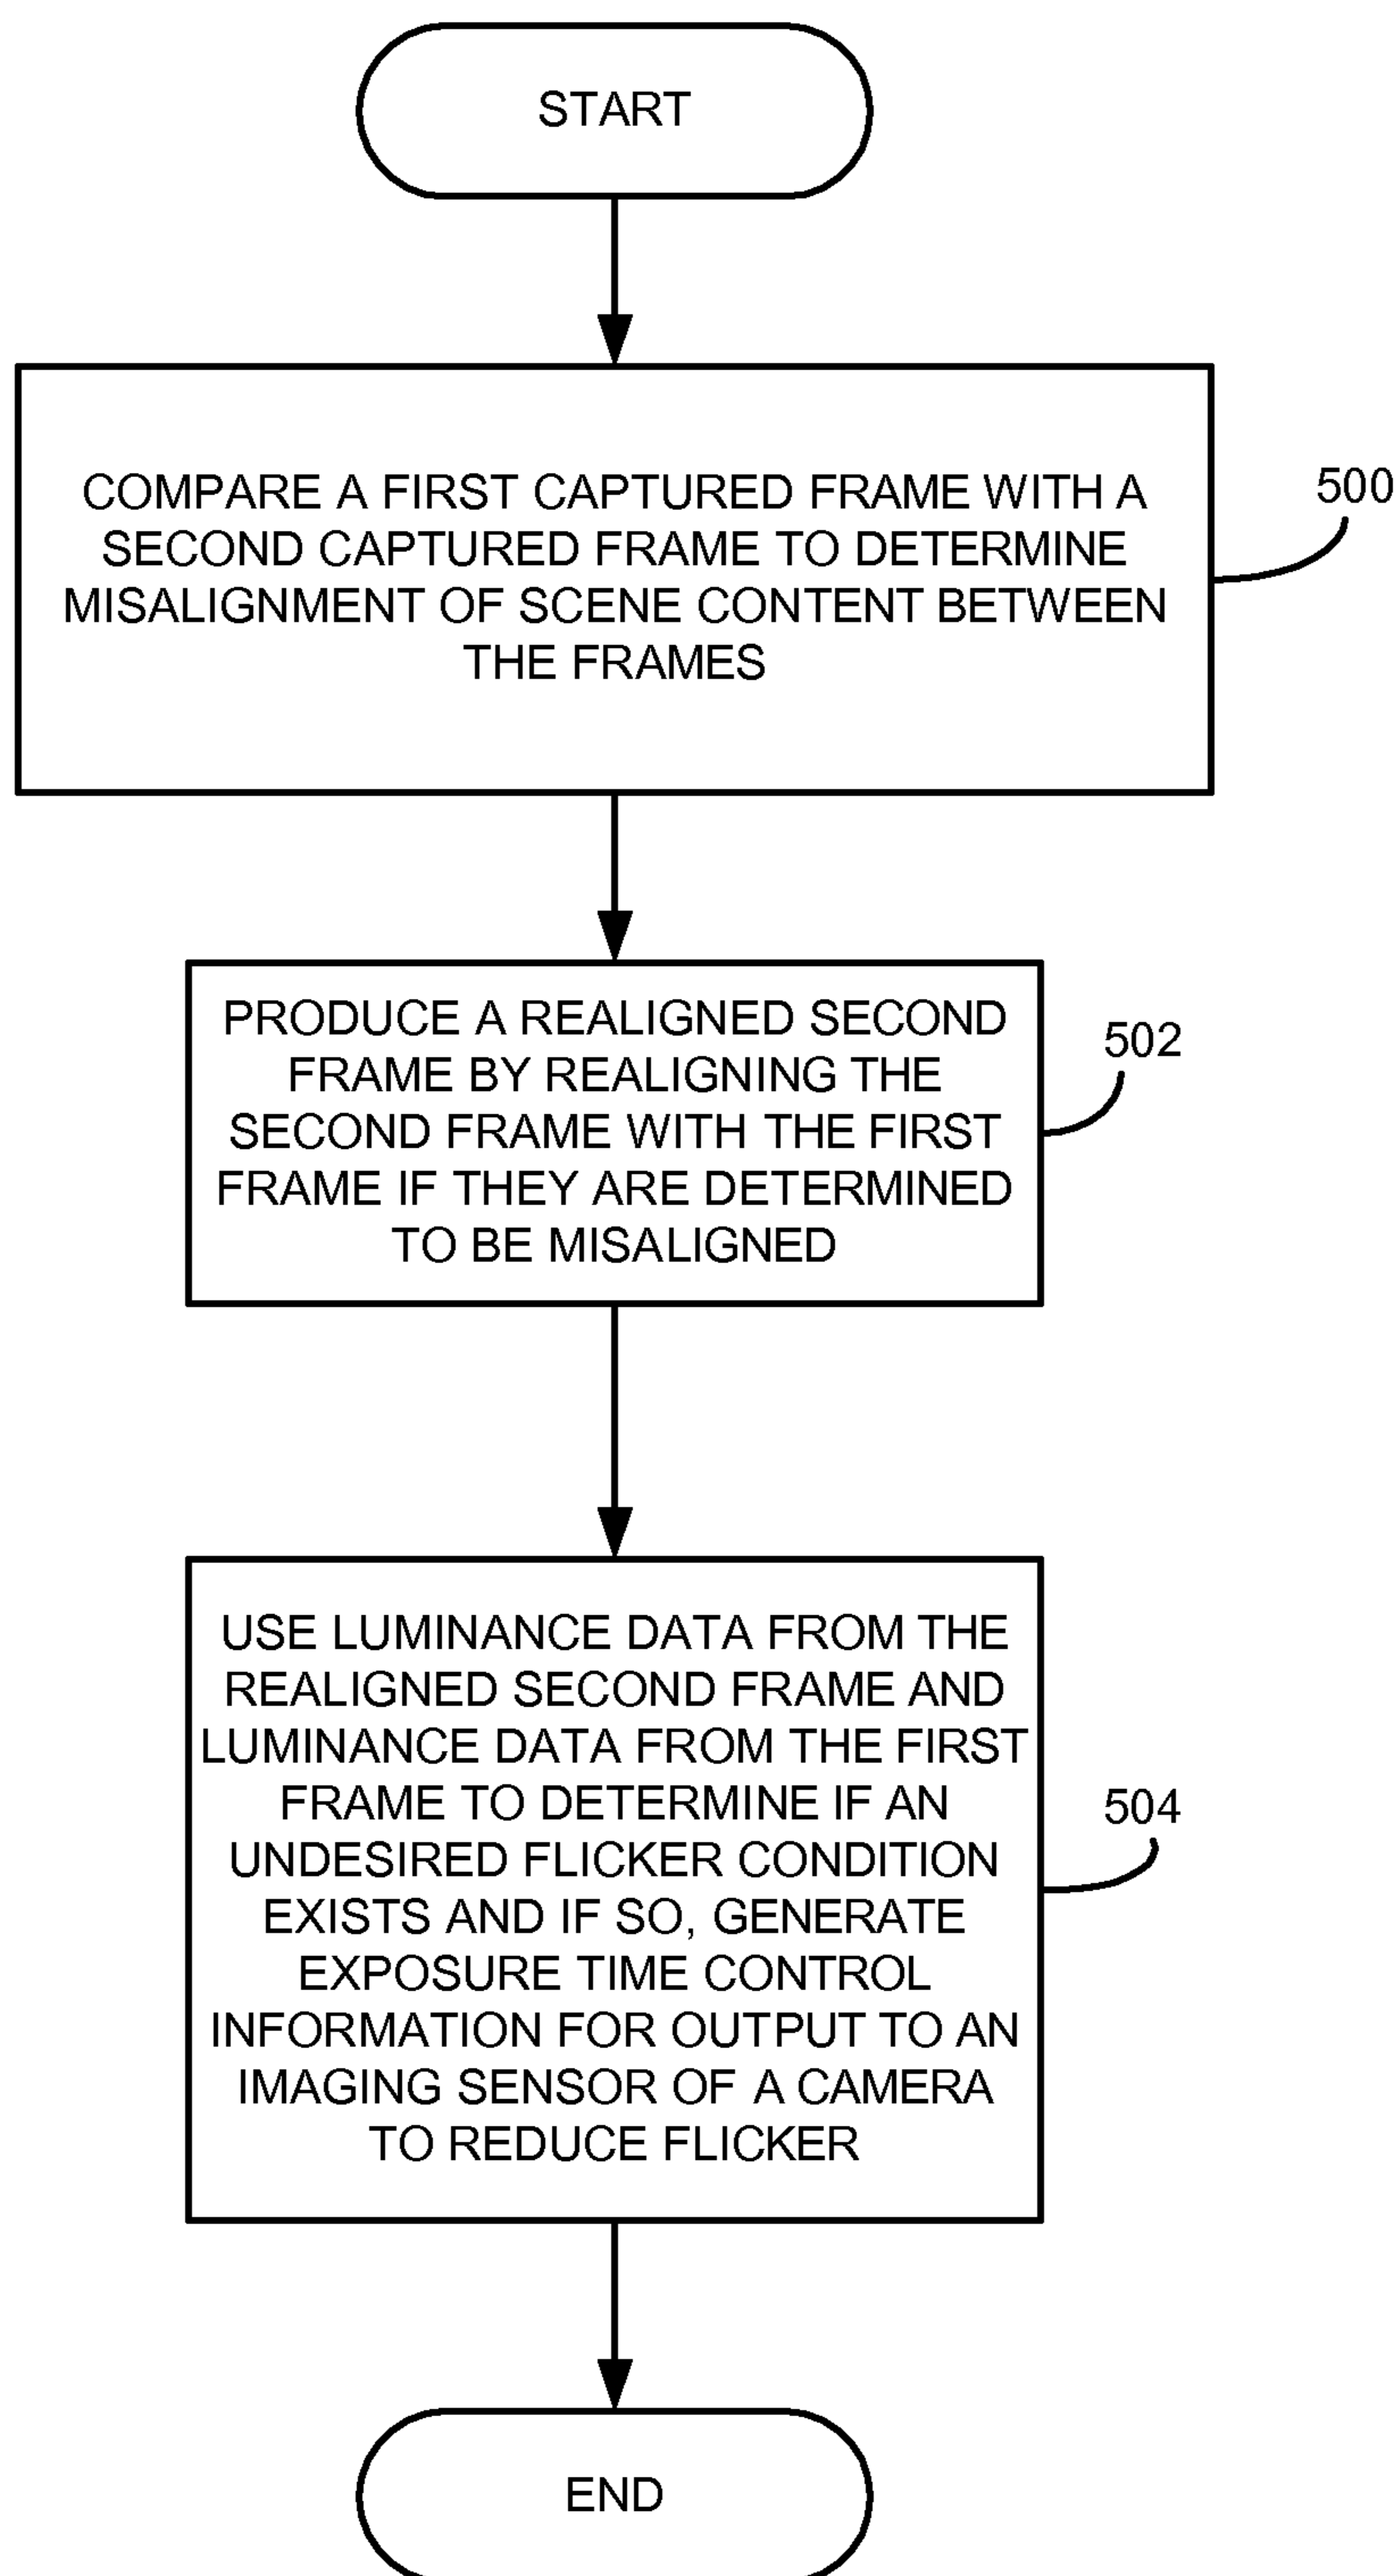 START
COMPARE A FIRST CAPTURED FRAME WITH A
SECOND CAPTURED FRAME TO DETERMINE
MISALIGNMENT OF SCENE CONTENT BETWEEN
THE FRAMES
500
PRODUCE A REALIGNED SECOND
FRAME BY REALIGNING THE
SECOND FRAME WITH THE FIRST
FRAME IF THEY ARE DETERMINED
TO BE MISALIGNED
502
USE LUMINANCE DATA FROM THE
REALIGNED SECOND FRAME AND
LUMINANCE DATA FROM THE FIRST
FRAME TO DETERMINE IF AN
UNDESIRED FLICKER CONDITION
EXISTS AND IF SO, GENERATE
EXPOSURE TIME CONTROL
INFORMATION FOR OUTPUT TO AN
IMAGING SENSOR OF A CAMERA
TO REDUCE FLICKER
504
END